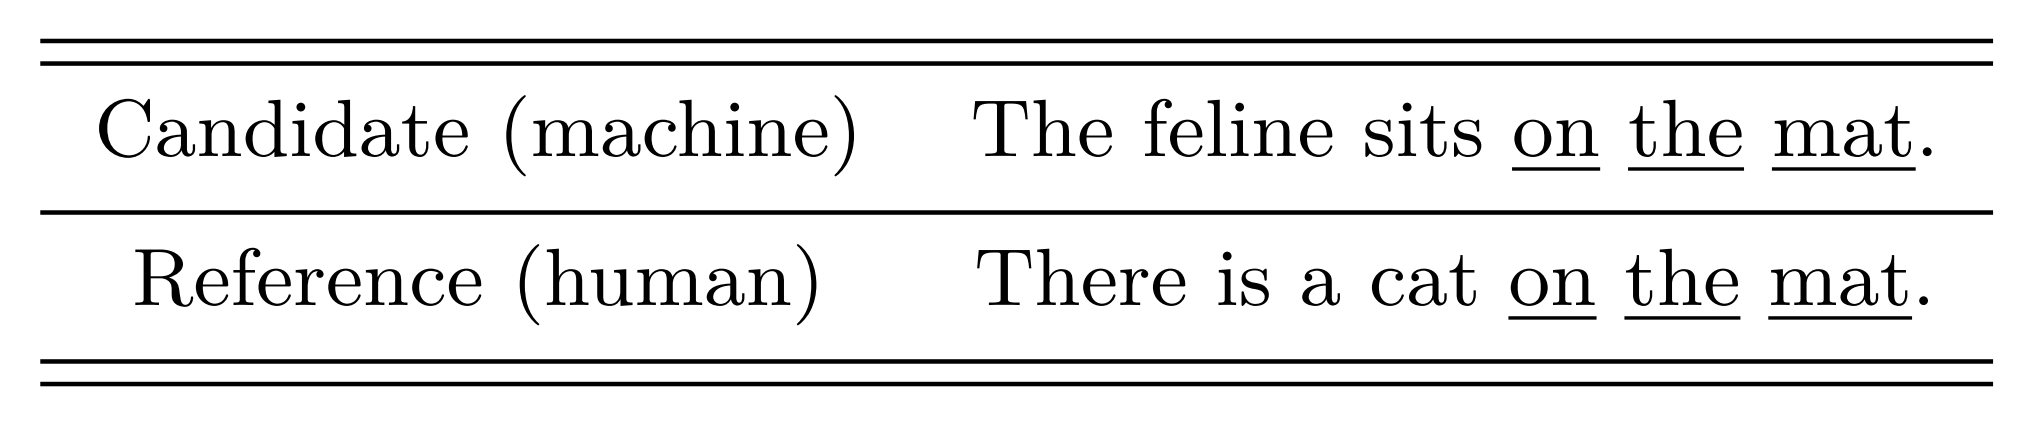 Candidate (machine) The feline sits on the mat.
Reference (human) There is a cat on the mat.